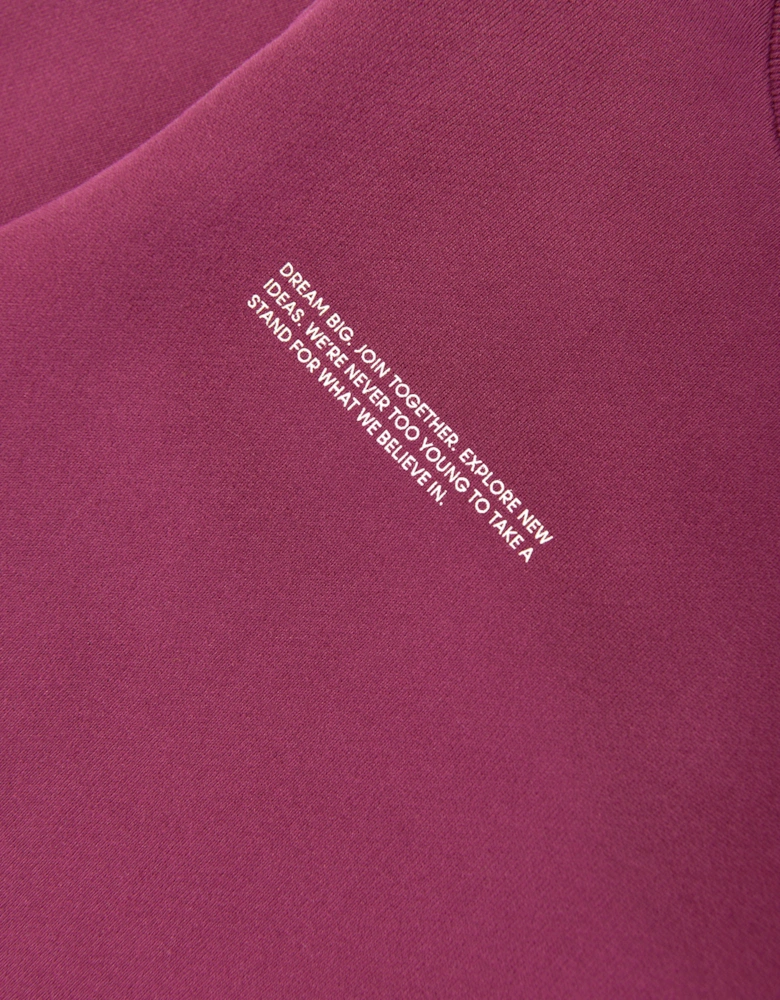 DREAM BIG. JOIN TOGETHER. EXPLORE NEW
IDEAS. WE'RE NEVER TOO YOUNG TO TAKE A
STAND FOR WHAT WE BELIEVE IN.